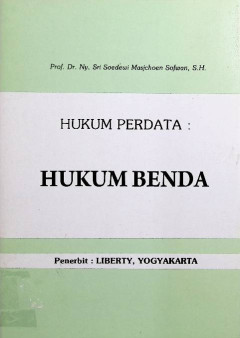 Prof. Dr. Ny. Sri Soedewi Masjchoen Sofwan, S.H.
HUKUM PERDATA :
HUKUM BENDA
Penerbit : LIBERTY, YOGYAKARTA